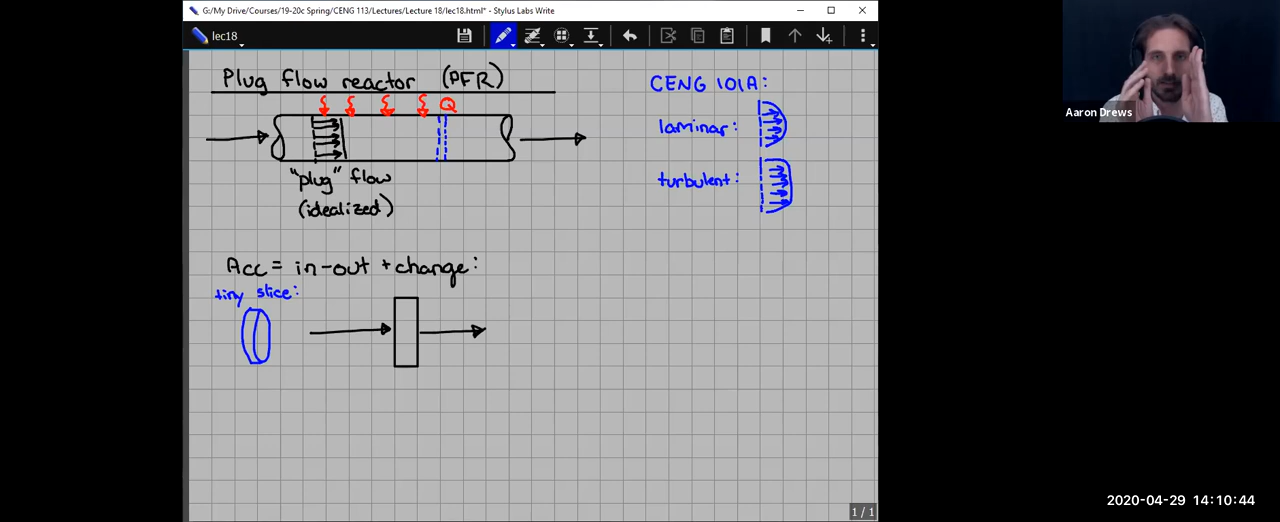 G:/My Drive/Courses/19-20c Spring/CENG 113/Lectures/Lecture 18/lec18.html* - Stylus Labs Write
lec18
Plug flow reactor (PFR)
Q
"plug" flow
(idealized)
CENG 101A:
laminar:
turbulent:
Acc = in-out + change:
tiny slice:
1 / 1
Aaron Drews
2020-04-29 14:10:44